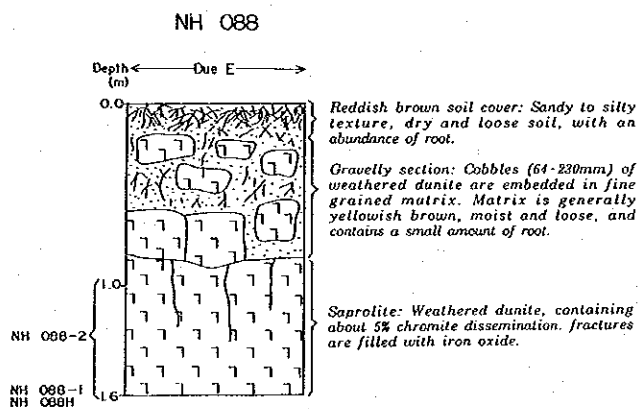 NH 088
Depth
(m)
Due E
0.0
Reddish brown soil cover: Sandy to silty
texture, dry and loose soil, with an
abundance of root.
Gravelly section: Cobbles (64-230mm) of
weathered dunite are embedded in fine
grained matrix. Matrix is generally
yellowish brown, moist and loose, and
contains a small amount of root.
1.0
Saprolite: Weathered dunite, containing
about 5% chromite dissemination. fractures
are filled with iron oxide.
NH 088-2
NH 088-1
NH 088H
1.6